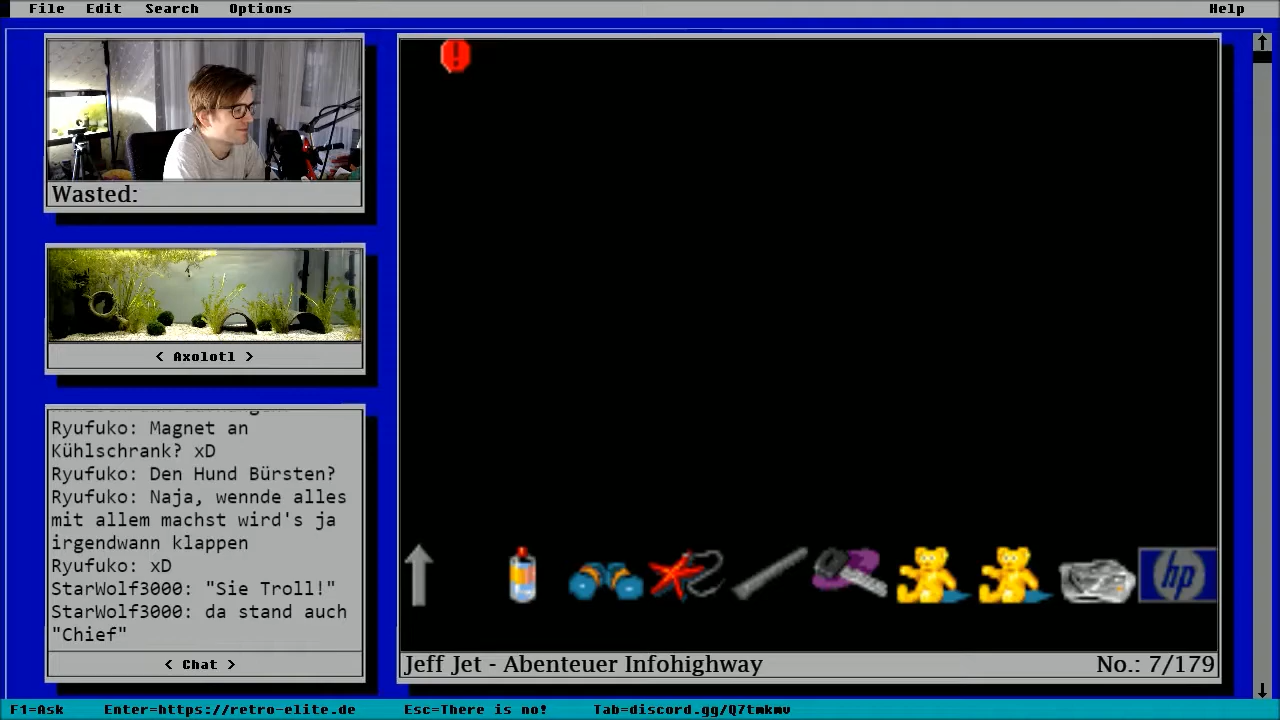 File Edit Search Options Help
Wasted:
< Axolotl >
Ryufuko: Magnet an
Kühlschrank? xD
Ryufuko: Den Hund Bürsten?
Ryufuko: Naja, wennde alles
mit allem machst wird's ja
irgendwann klappen
Ryufuko: xD
StarWolf3000: "Sie Troll!"
StarWolf3000: da stand auch
"Chief"
< Chat >
!
hp
Jeff Jet - Abenteuer Infohighway No.: 7/179
F1=Ask Enter=https://retro-elite.de Esc=There is no! Tab=discord.gg/Q7tmkmv